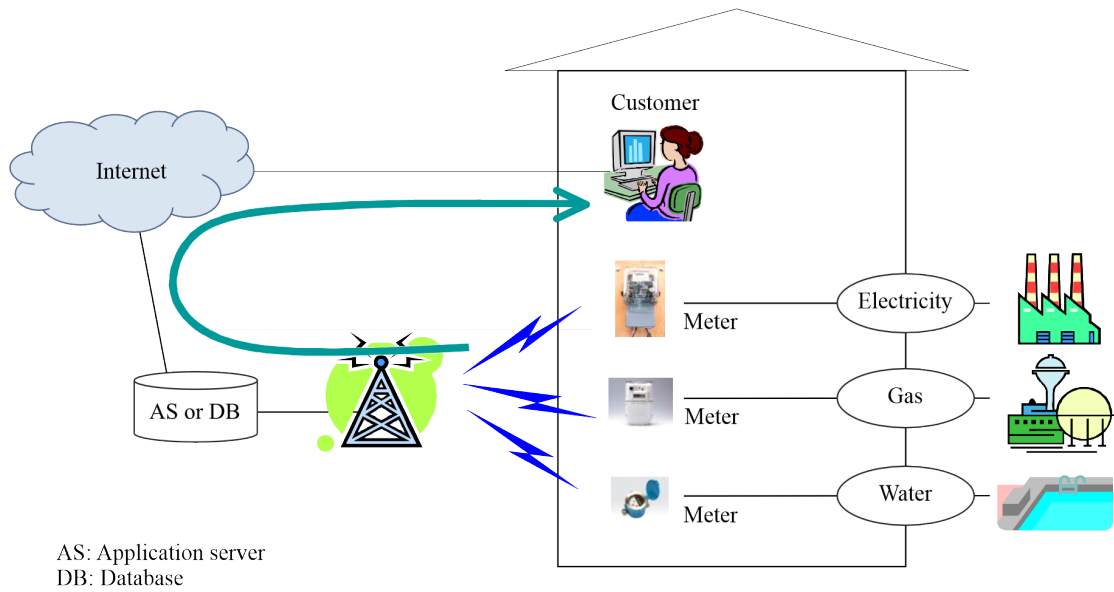 Customer
Internet
Electricity
Meter
Gas
AS or DB
Meter
Water
Meter
AS: Application server
DB: Database